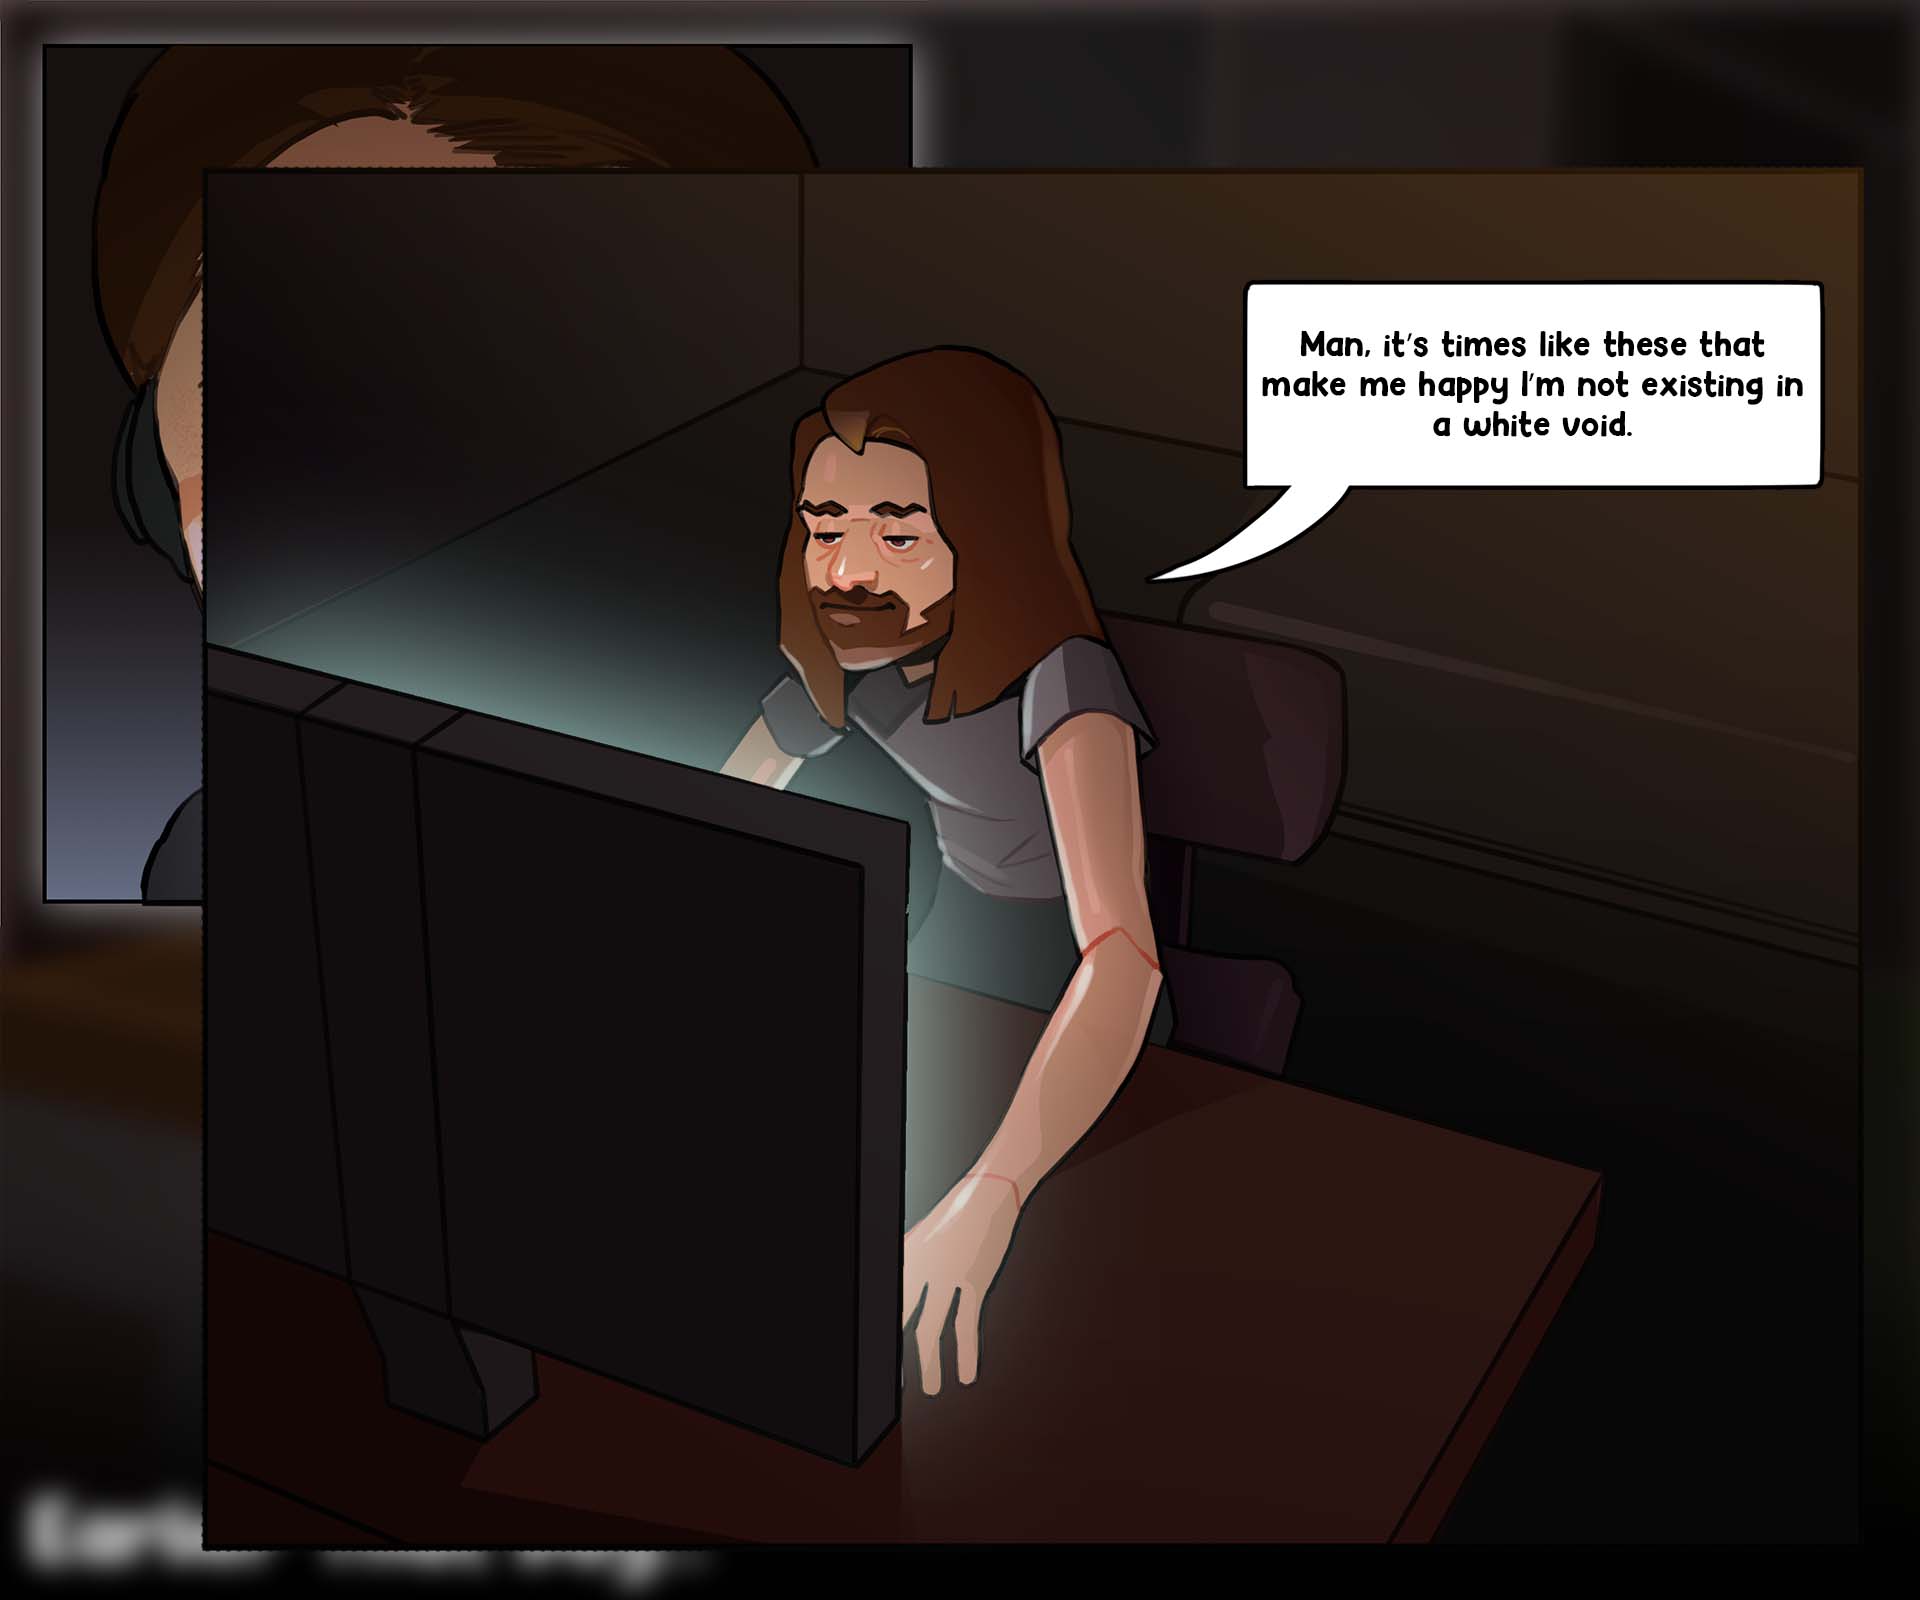 Man, it's times like these that
make me happy I'm not existing in
a white void.